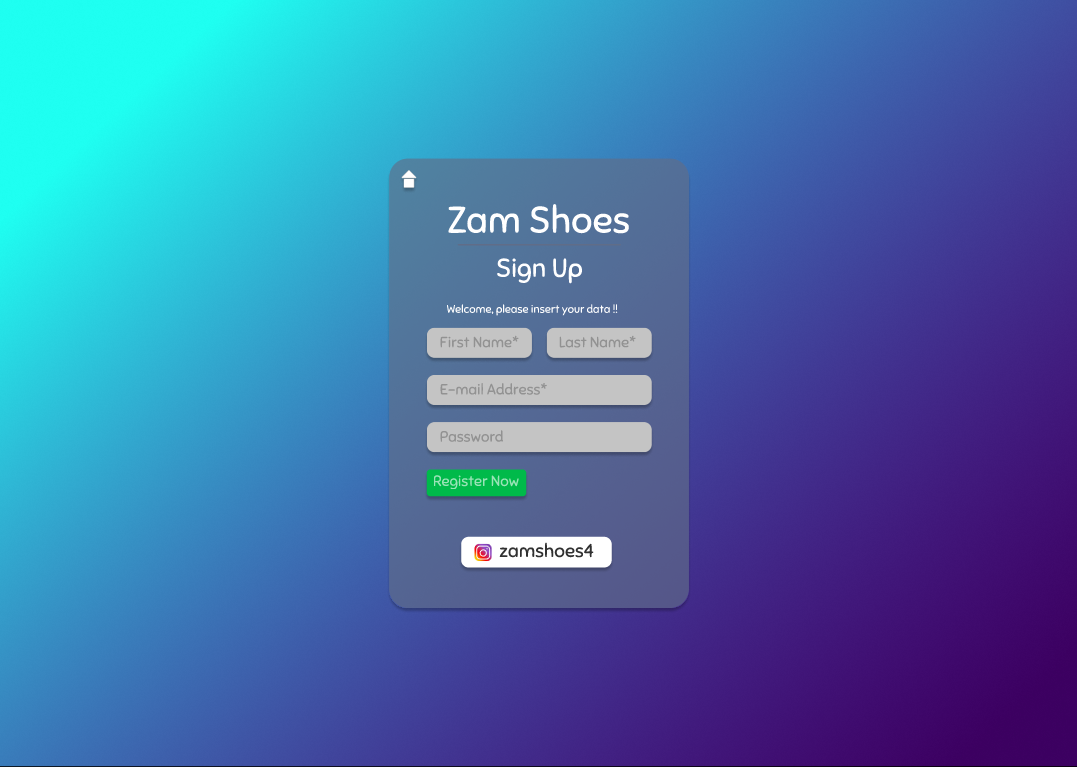 Zam Shoes
Sign Up
Welcome, please insert your data !!
First Name* Last Name*
E-mail Address*
Password
Register Now
zamshoes4